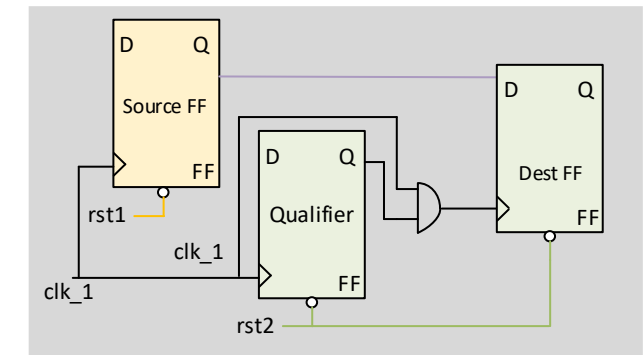 D Q
Source FF
FF
rst1
clk_1
clk_1
D Q
Qualifier
FF
rst2
D Q
Dest FF
FF